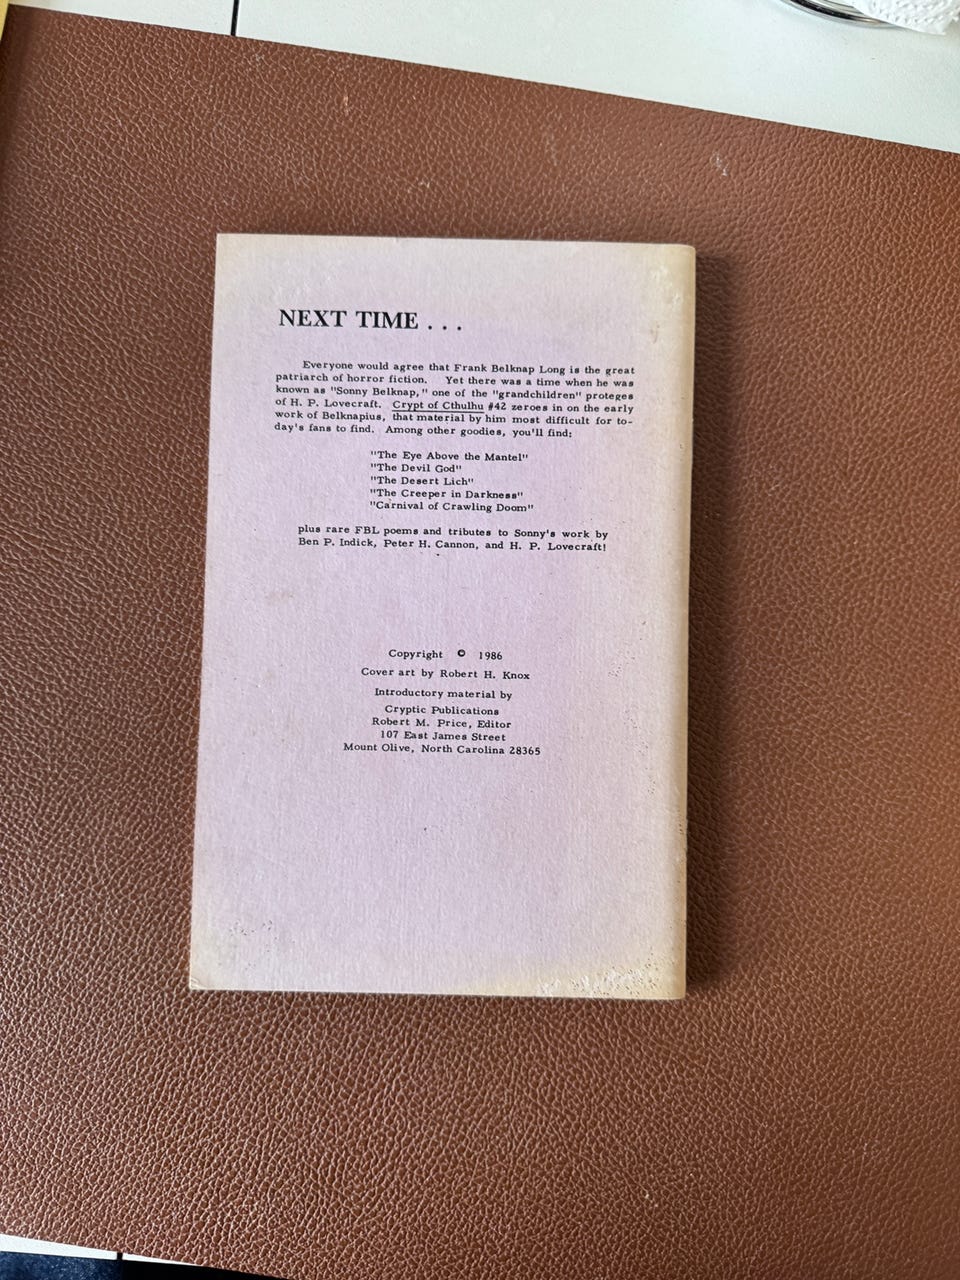 NEXT TIME . . .
Everyone would agree that Frank Belknap Long is the great
patriarch of horror fiction. Yet there was a time when he was
known as "Sonny Belknap," one of the "grandchildren" proteges
of H. P. Lovecraft. Crypt of Cthulhu #42 zeroes in on the early
work of Belknapius, that material by him most difficult for to-
day's fans to find. Among other goodies, you'll find:
"The Eye Above the Mantel"
"The Devil God"
"The Desert Lich"
"The Creeper in Darkness"
"Carnival of Crawling Doom"
plus rare FBL poems and tributes to Sonny's work by
Ben P. Indick, Peter H. Cannon, and H. P. Lovecraft!
Copyright © 1986
Cover art by Robert H. Knox
Introductory material by
Cryptic Publications
Robert M. Price, Editor
107 East James Street
Mount Olive, North Carolina 28365